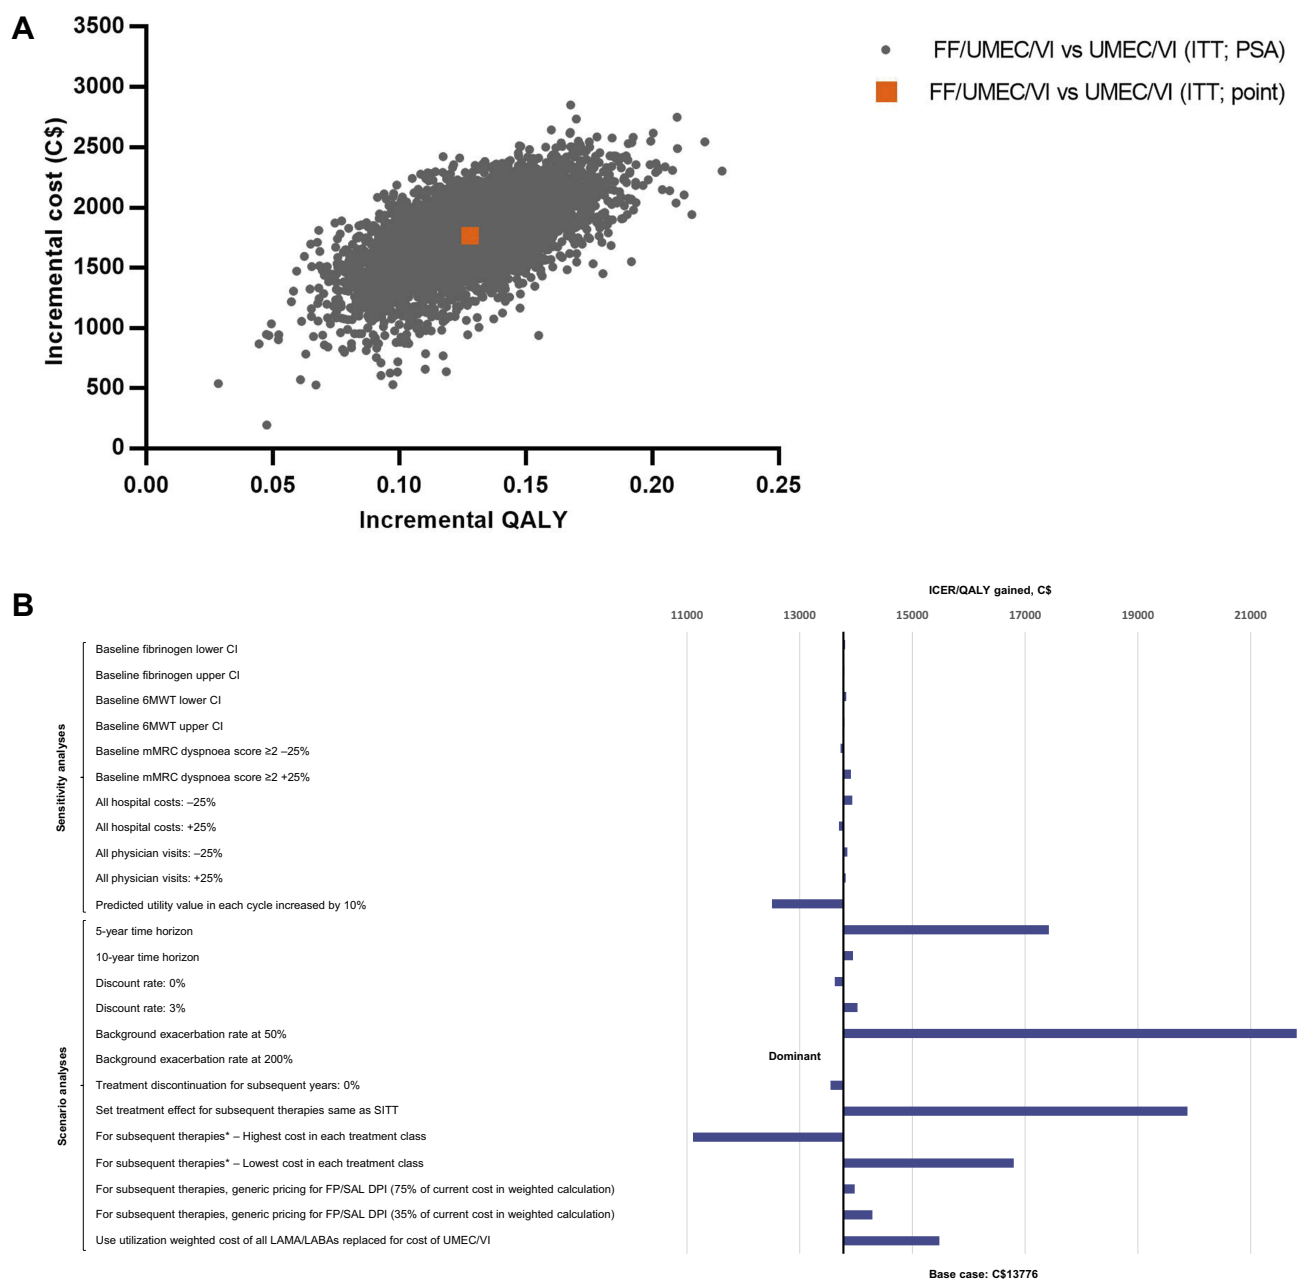 A
3500
3000
2500
2000
1500
1000
500
0
Incremental cost (C$)
0.00 0.05 0.10 0.15 0.20 0.25
Incremental QALY
FF/UMEC/VI vs UMEC/VI (ITT; PSA)
FF/UMEC/VI vs UMEC/VI (ITT; point)
B
ICER/QALY gained, C$
11000 13000 15000 17000 19000 21000
Sensitivity analyses
Baseline fibrinogen lower CI
Baseline fibrinogen upper CI
Baseline 6MWT lower CI
Baseline 6MWT upper CI
Baseline mMRC dyspnoea score ≥2 –25%
Baseline mMRC dyspnoea score ≥2 +25%
All hospital costs: –25%
All hospital costs: +25%
All physician visits: –25%
All physician visits: +25%
Predicted utility value in each cycle increased by 10%
Scenario analyses
5-year time horizon
10-year time horizon
Discount rate: 0%
Discount rate: 3%
Background exacerbation rate at 50%
Background exacerbation rate at 200%
Dominant
Treatment discontinuation for subsequent years: 0%
Set treatment effect for subsequent therapies same as SITT
For subsequent therapies* – Highest cost in each treatment class
For subsequent therapies* – Lowest cost in each treatment class
For subsequent therapies, generic pricing for FP/SAL DPI (75% of current cost in weighted calculation)
For subsequent therapies, generic pricing for FP/SAL DPI (35% of current cost in weighted calculation)
Use utilization weighted cost of all LAMA/LABAs replaced for cost of UMEC/VI
Base case: C$13776